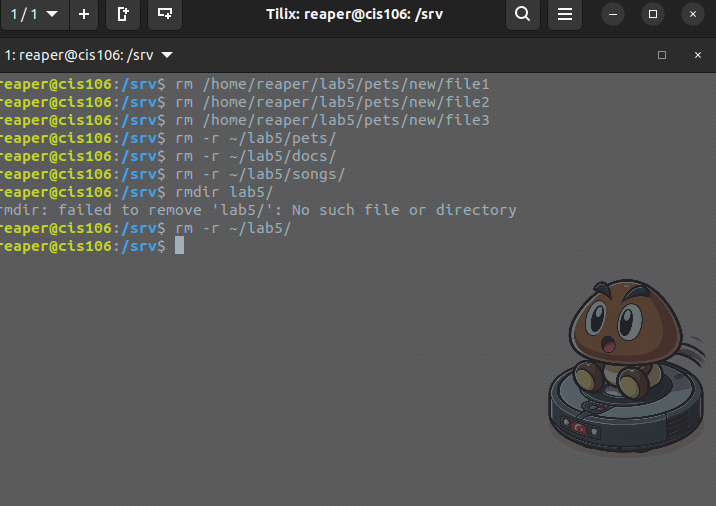 1 / 1
Tilix: reaper@cis106: /srv
1: reaper@cis106: /srv
reaper@cis106:/srv$ rm /home/reaper/lab5/pets/new/file1
reaper@cis106:/srv$ rm /home/reaper/lab5/pets/new/file2
reaper@cis106:/srv$ rm /home/reaper/lab5/pets/new/file3
reaper@cis106:/srv$ rm -r ~/lab5/pets/
reaper@cis106:/srv$ rm -r ~/lab5/docs/
reaper@cis106:/srv$ rm -r ~/lab5/songs/
reaper@cis106:/srv$ rmdir lab5/
rmdir: failed to remove 'lab5/': No such file or directory
reaper@cis106:/srv$ rm -r ~/lab5/
reaper@cis106:/srv$